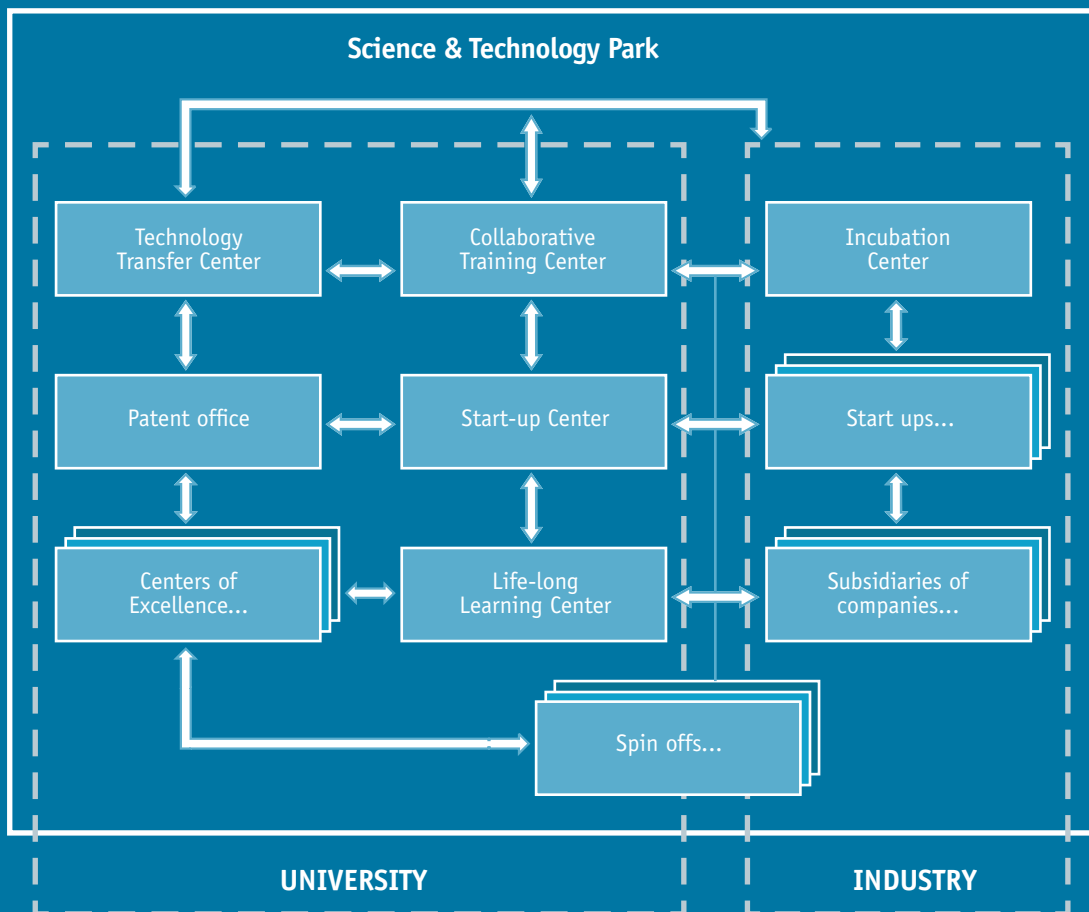 Science & Technology Park
Technology
Transfer Center
Collaborative
Training Center
Incubation
Center
Patent office
Start-up Center
Start ups...
Centers of
Excellence...
Life-long
Learning Center
Subsidiaries of
companies...
Spin offs...
UNIVERSITY
INDUSTRY